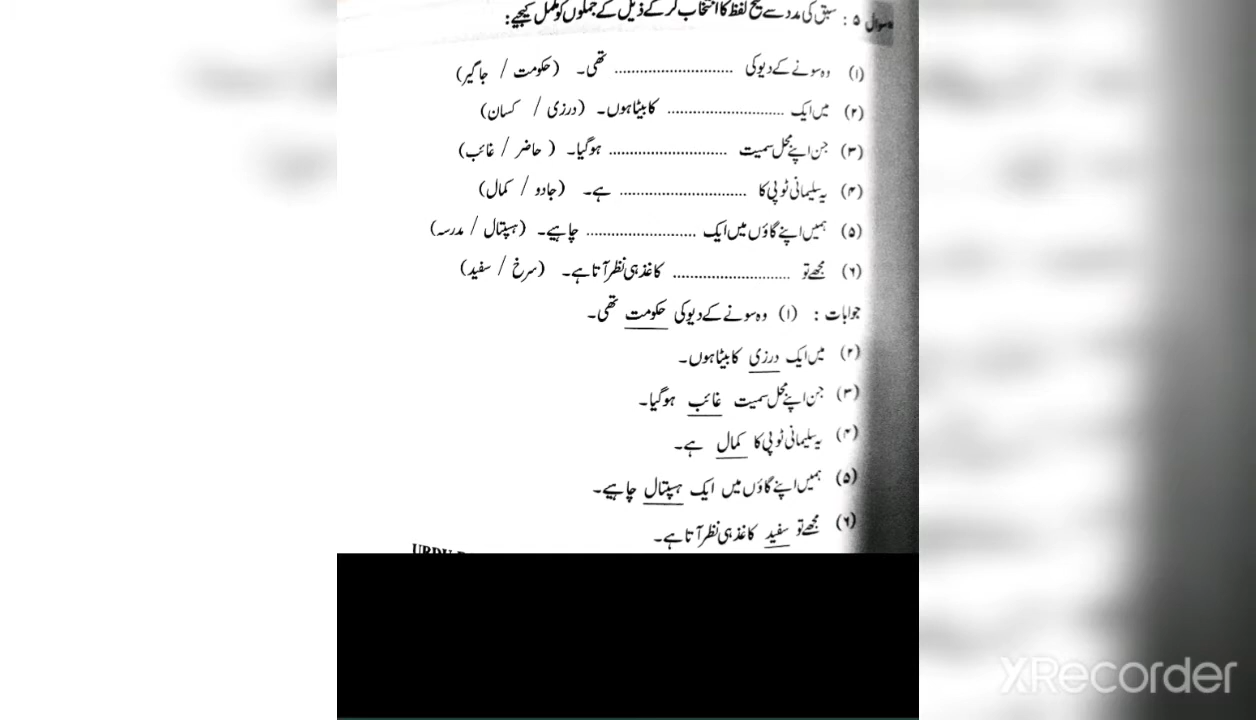 سوال ۵ : سبق کی مدد سے صحیح لفظ کا انتخاب کر کے ذیل کے جملوں کو مکمل کیجیے :
(۱) وہ سونے کے دیو کی ............................ تھی۔ (حکومت / جاگیر)
(۲) میں ایک ............................ کا بیٹا ہوں۔ (درزی / کسان)
(۳) جن اپنے محل سمیت ............................ ہوگیا۔ (حاضر / غائب)
(۴) یہ سلیمانی ٹوپی کا ............................ ہے۔ (جادو / کمال)
(۵) ہمیں اپنے گاؤں میں ایک .......................... چاہیے۔ (ہسپتال / مدرسہ)
(۶) مجھے تو ............................ کاغذ ہی نظر آتا ہے۔ (سرخ / سفید)
جوابات : (۱) وہ سونے کے دیو کی حکومت تھی۔
(۲) میں ایک درزی کا بیٹا ہوں۔
(۳) جن اپنے محل سمیت غائب ہوگیا۔
(۴) یہ سلیمانی ٹوپی کا کمال ہے۔
(۵) ہمیں اپنے گاؤں میں ایک ہسپتال چاہیے۔
(۶) مجھے تو سفید کاغذ ہی نظر آتا ہے۔
XRecorder